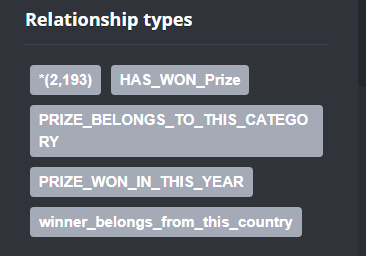 Relationship types
*(2,193) HAS_WON_Prize
PRIZE_BELONGS_TO_THIS_CATEGO
RY
PRIZE_WON_IN_THIS_YEAR
winner_belongs_from_this_country